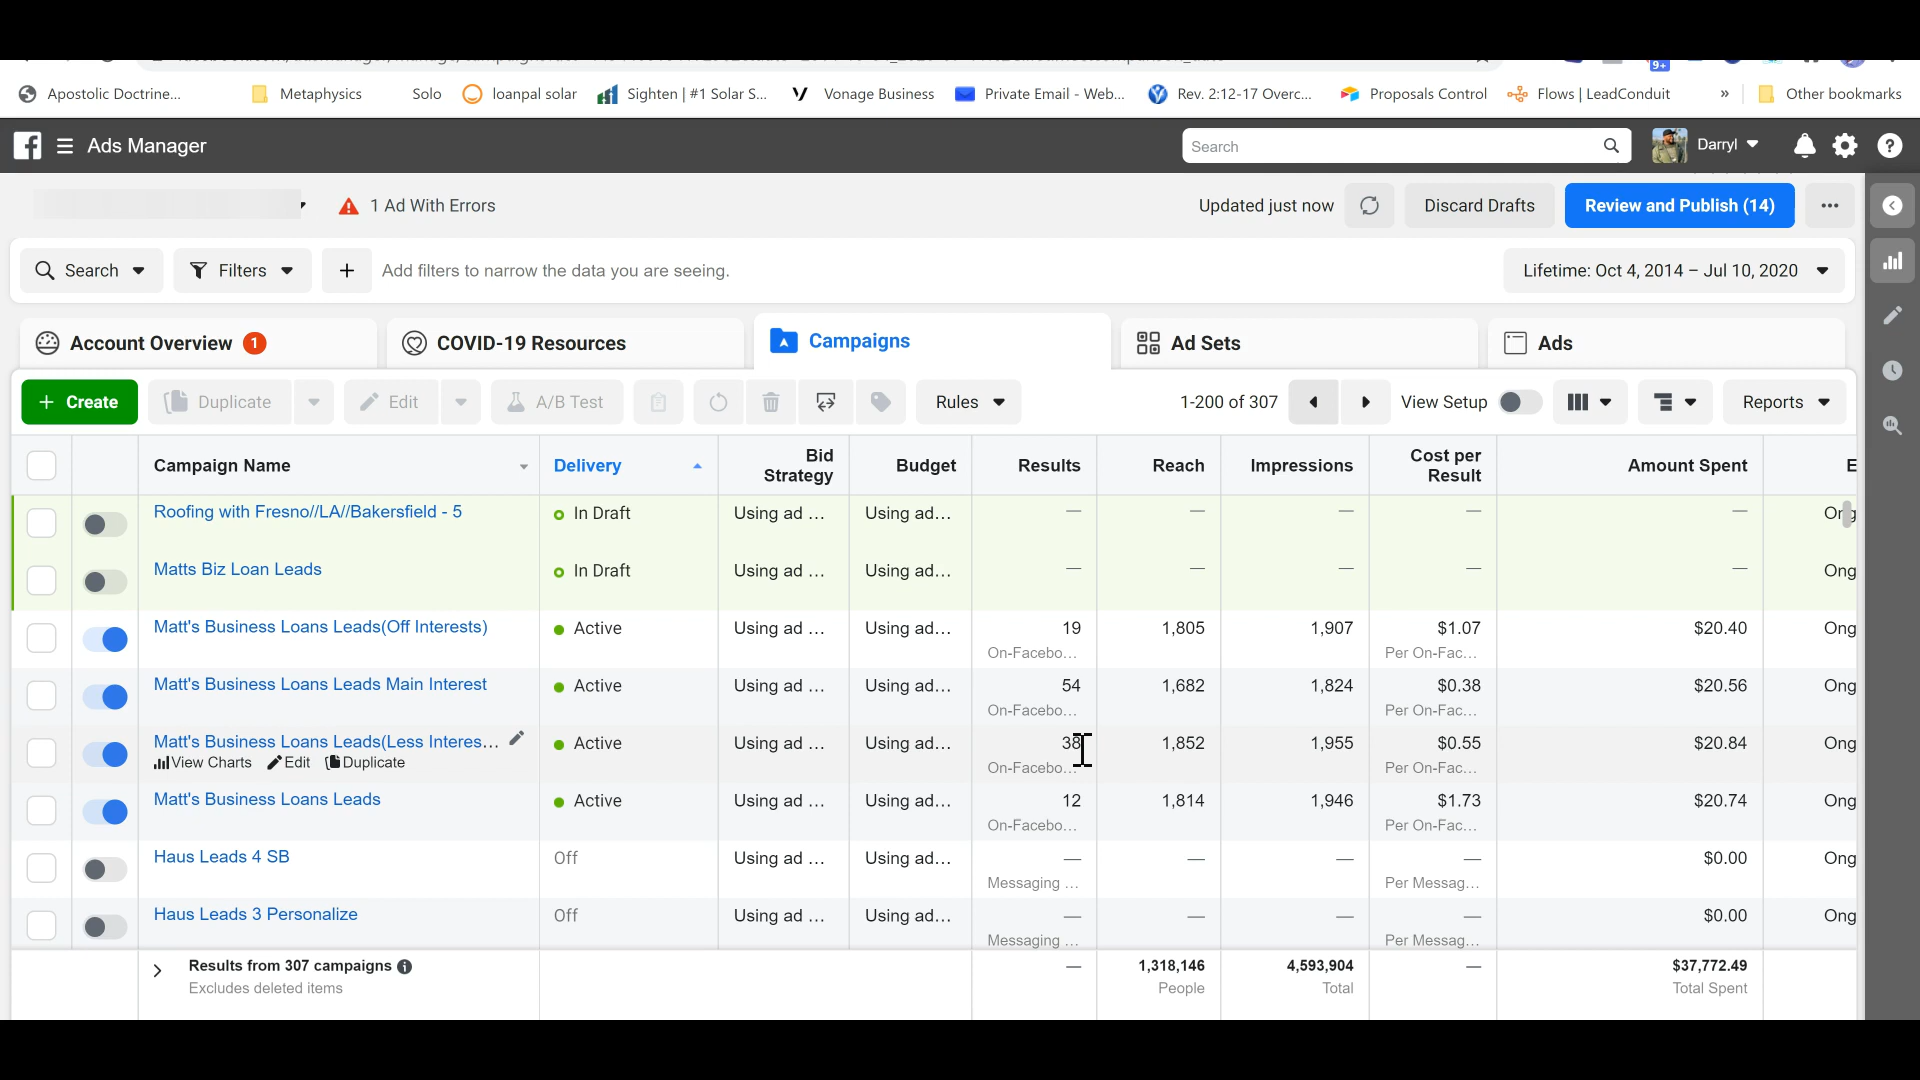 9+
Apostolic Doctrine... Metaphysics Solo loanpal solar Sighten | #1 Solar S... Vonage Business Private Email - Web... Rev. 2:12-17 Overc... Proposals Control Flows | LeadConduit » Other bookmarks
Ads Manager Search Darryl
1 Ad With Errors Updated just now Discard Drafts Review and Publish (14) ...
Search Filters + Add filters to narrow the data you are seeing. Lifetime: Oct 4, 2014 – Jul 10, 2020
Account Overview 1 COVID-19 Resources Campaigns Ad Sets Ads
+ Create Duplicate Edit A/B Test Rules 1-200 of 307 View Setup Reports
Campaign Name Delivery Bid Strategy Budget Results Reach Impressions Cost per Result Amount Spent E
Roofing with Fresno//LA//Bakersfield - 5 In Draft Using ad ... Using ad... — — — — —
Matts Biz Loan Leads In Draft Using ad ... Using ad... — — — — — Ong
Matt's Business Loans Leads(Off Interests) Active Using ad ... Using ad... 19 1,805 1,907 $1.07 $20.40 Ong
On-Facebo... Per On-Fac...
Matt's Business Loans Leads Main Interest Active Using ad ... Using ad... 54 1,682 1,824 $0.38 $20.56 Ong
On-Facebo... Per On-Fac...
Matt's Business Loans Leads(Less Interes... Active Using ad ... Using ad... 38 1,852 1,955 $0.55 $20.84 Ong
View Charts Edit Duplicate On-Facebo... Per On-Fac...
Matt's Business Loans Leads Active Using ad ... Using ad... 12 1,814 1,946 $1.73 $20.74 Ong
On-Facebo... Per On-Fac...
Haus Leads 4 SB Off Using ad ... Using ad... — — — — $0.00 Ong
Messaging ... Per Messag...
Haus Leads 3 Personalize Off Using ad ... Using ad... — — — — $0.00 Ong
Messaging ... Per Messag...
Results from 307 campaigns — 1,318,146 4,593,904 — $37,772.49
Excludes deleted items People Total Total Spent